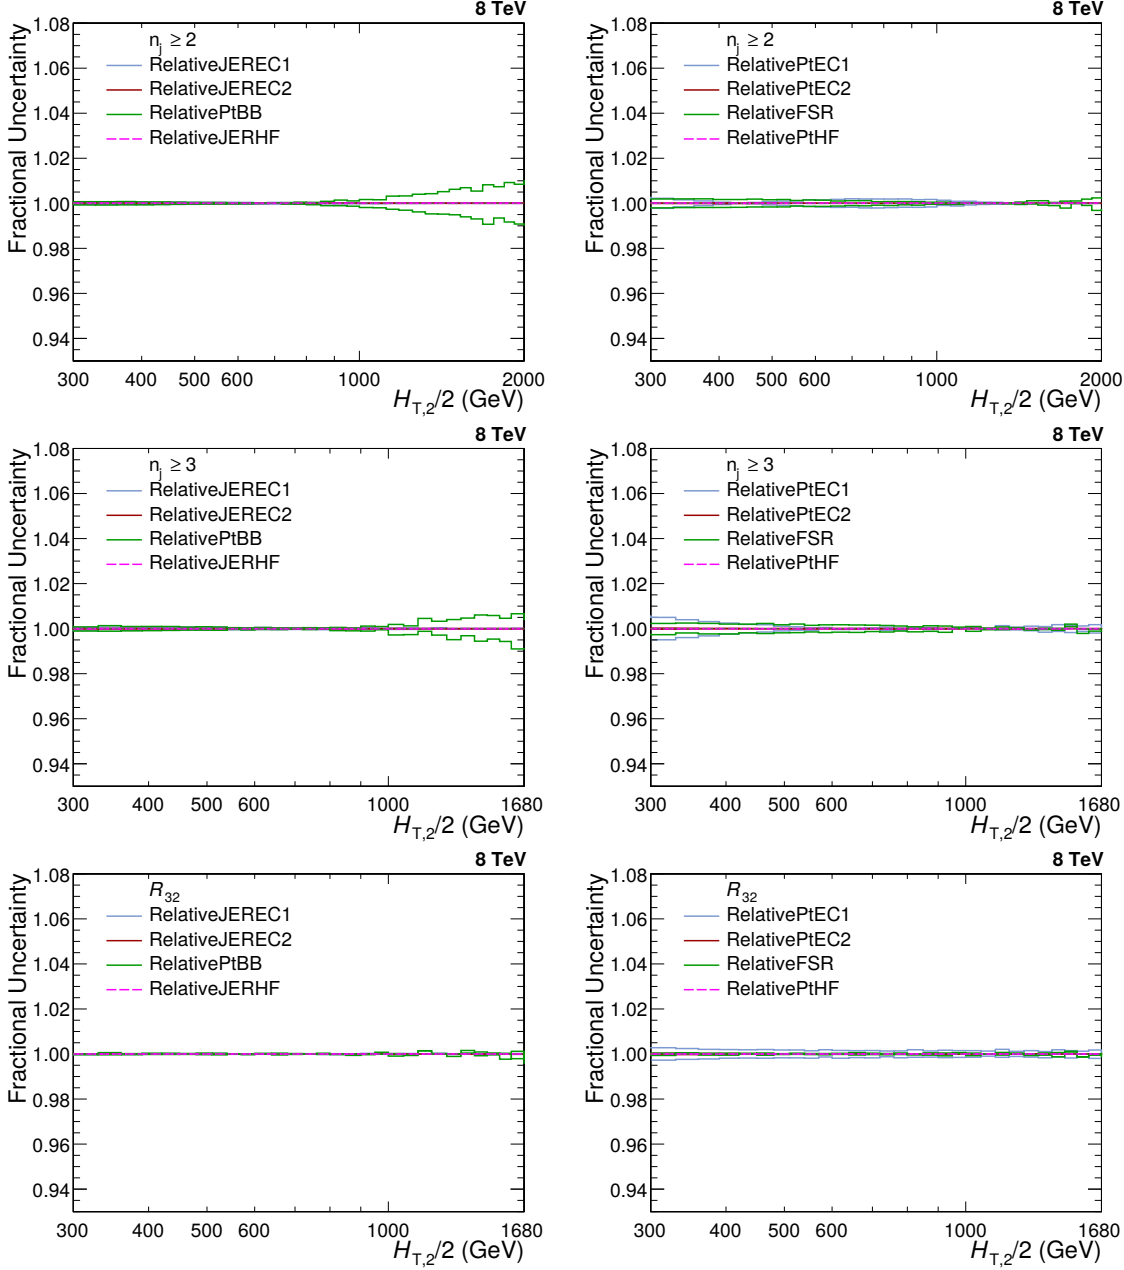 8 TeV
Fractional Uncertainty
1.08
1.06
1.04
1.02
1.00
0.98
0.96
0.94
n_j ≥ 2
RelativeJEREC1
RelativeJEREC2
RelativePtBB
RelativeJERHF
300 400 500 600 1000 2000
H_T,2/2 (GeV)
8 TeV
Fractional Uncertainty
1.08
1.06
1.04
1.02
1.00
0.98
0.96
0.94
n_j ≥ 2
RelativePtEC1
RelativePtEC2
RelativeFSR
RelativePtHF
300 400 500 600 1000 2000
H_T,2/2 (GeV)
8 TeV
Fractional Uncertainty
1.08
1.06
1.04
1.02
1.00
0.98
0.96
0.94
n_j ≥ 3
RelativeJEREC1
RelativeJEREC2
RelativePtBB
RelativeJERHF
300 400 500 600 1000 1680
H_T,2/2 (GeV)
8 TeV
Fractional Uncertainty
1.08
1.06
1.04
1.02
1.00
0.98
0.96
0.94
n_j ≥ 3
RelativePtEC1
RelativePtEC2
RelativeFSR
RelativePtHF
300 400 500 600 1000 1680
H_T,2/2 (GeV)
8 TeV
Fractional Uncertainty
1.08
1.06
1.04
1.02
1.00
0.98
0.96
0.94
R_32
RelativeJEREC1
RelativeJEREC2
RelativePtBB
RelativeJERHF
300 400 500 600 1000 1680
H_T,2/2 (GeV)
8 TeV
Fractional Uncertainty
1.08
1.06
1.04
1.02
1.00
0.98
0.96
0.94
R_32
RelativePtEC1
RelativePtEC2
RelativeFSR
RelativePtHF
300 400 500 600 1000 1680
H_T,2/2 (GeV)